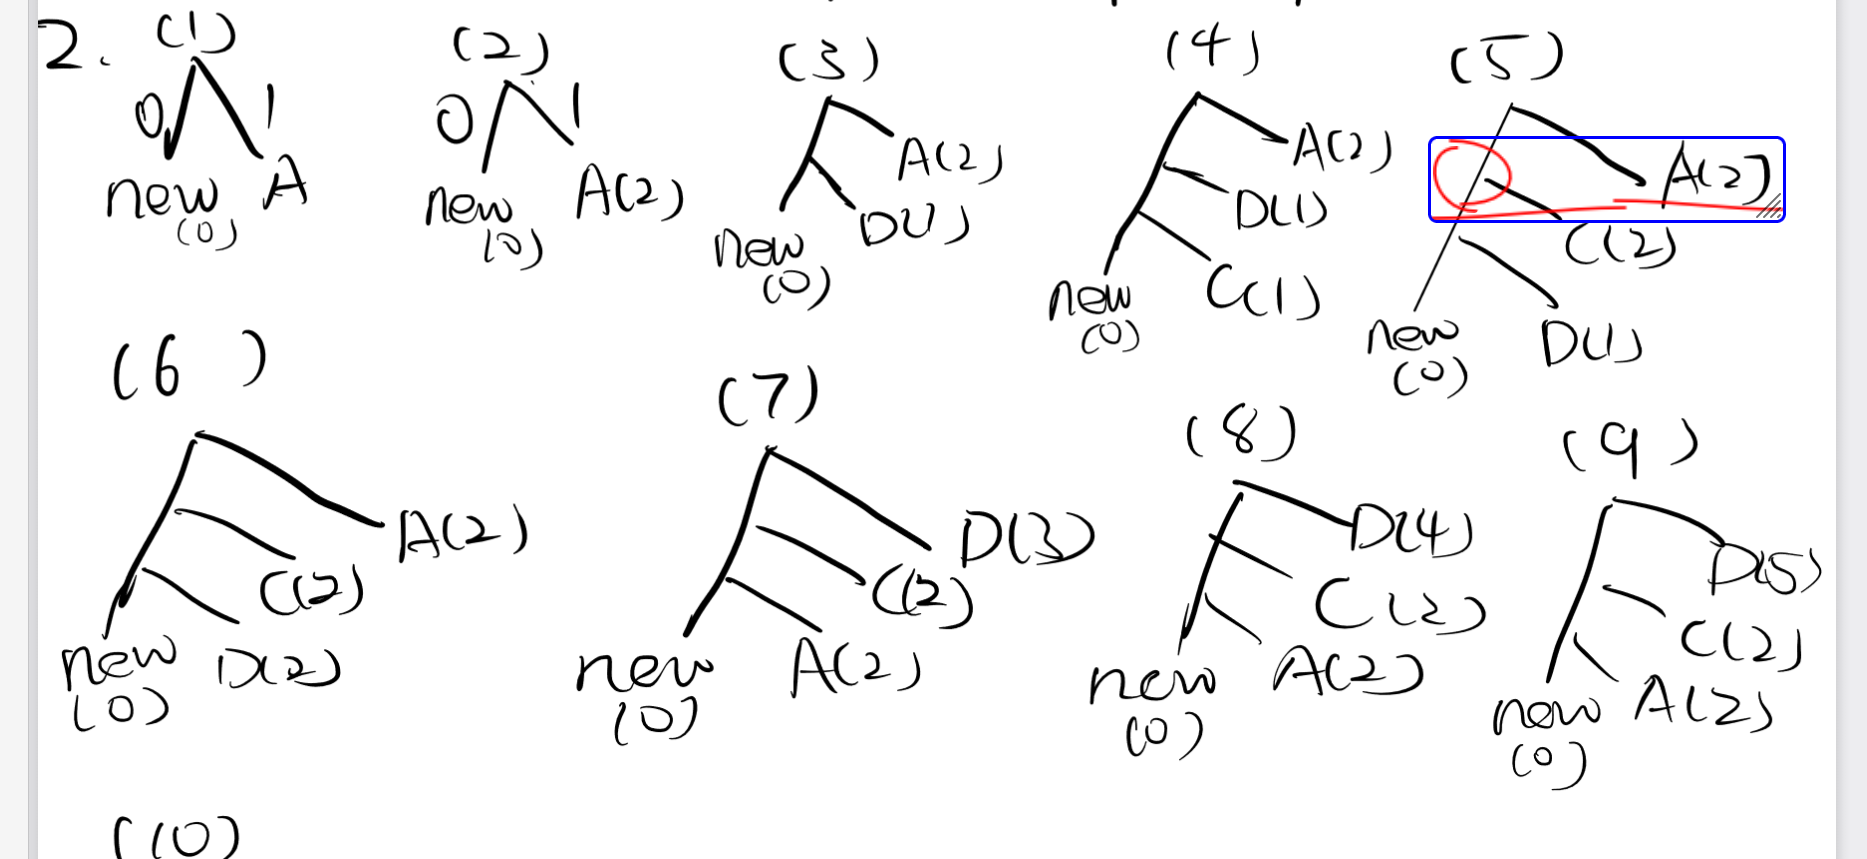 2. (1) (2) (3) (4) (5)
0 1 0 1
new A
(0)
new A(2)
(0)
A(2)
D(1)
new
(0)
A(2)
D(1)
C(1)
new
(0)
A(2)
C(2)
D(1)
new
(0)
(6) (7) (8) (9)
A(2)
C(2)
new D(2)
(0)
D(3)
C(2)
new A(2)
(0)
D(4)
C(2)
new A(2)
(0)
D(5)
C(2)
new A(2)
(0)
(10)